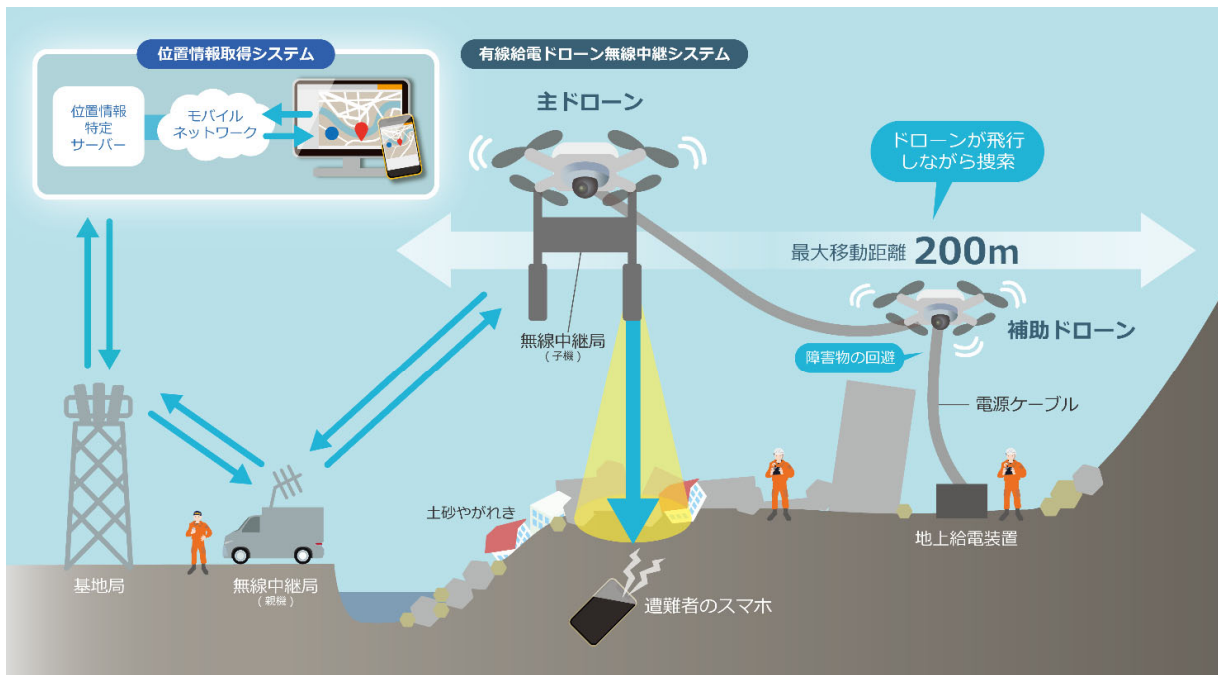 位置情報取得システム
位置情報
特定
サーバー
モバイル
ネットワーク
有線給電ドローン無線中継システム
主ドローン
ドローンが飛行
しながら捜索
最大移動距離 200m
無線中継局
（子機）
補助ドローン
障害物の回避
電源ケーブル
土砂やがれき
地上給電装置
基地局
無線中継局
（親機）
遭難者のスマホ